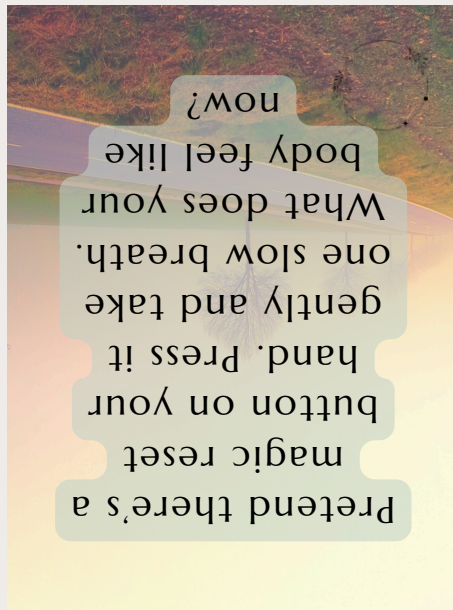 Pretend there's a
magic reset
button on your
hand. Press it
gently and take
one slow breath.
What does your
body feel like
now?